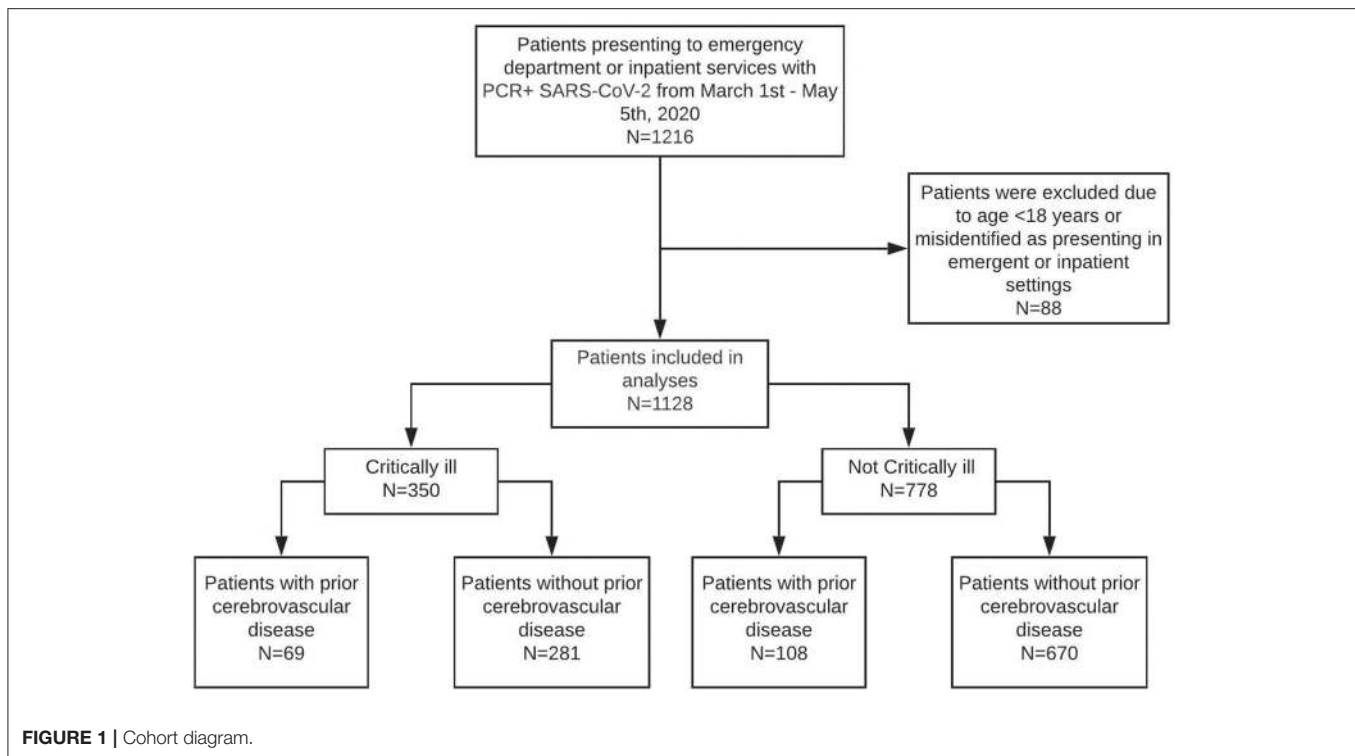 Patients presenting to emergency
department or inpatient services with
PCR+ SARS-CoV-2 from March 1st - May
5th, 2020
N=1216
Patients were excluded due
to age <18 years or
misidentified as presenting in
emergent or inpatient
settings
N=88
Patients included in
analyses
N=1128
Critically ill
N=350
Not Critically ill
N=778
Patients with prior
cerebrovascular
disease
N=69
Patients without prior
cerebrovascular
disease
N=281
Patients with prior
cerebrovascular
disease
N=108
Patients without prior
cerebrovascular
disease
N=670
FIGURE 1 | Cohort diagram.